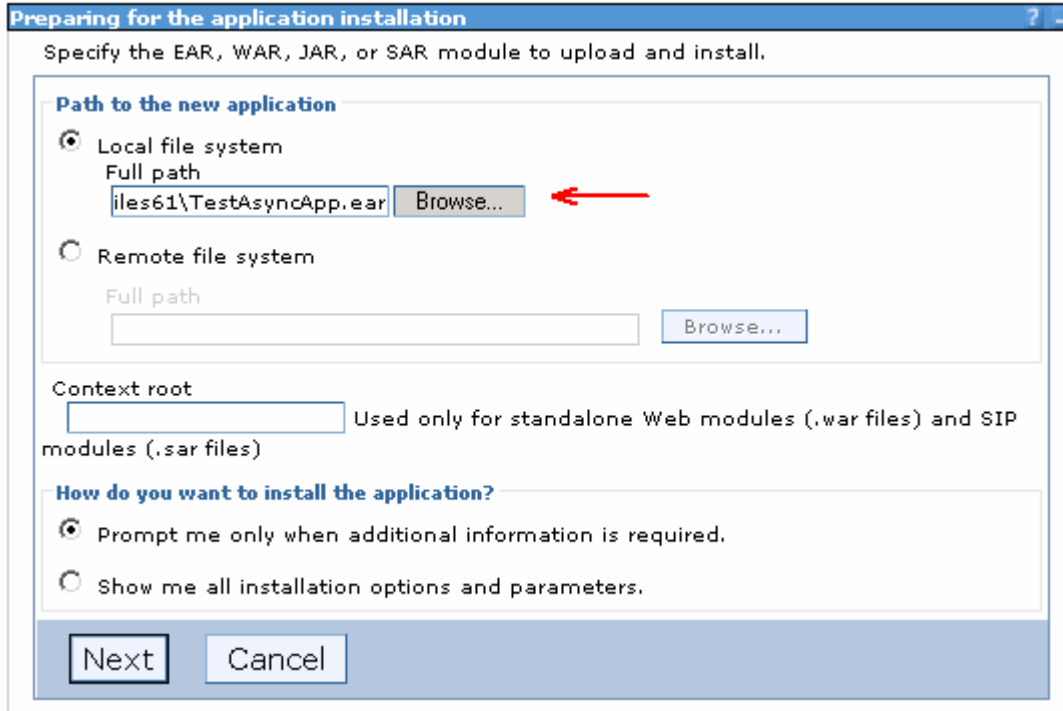 Preparing for the application installation ? -
Specify the EAR, WAR, JAR, or SAR module to upload and install.
Path to the new application
Local file system
Full path
iles61\TestAsyncApp.ear Browse...
Remote file system
Full path
Browse...
Context root
Used only for standalone Web modules (.war files) and SIP
modules (.sar files)
How do you want to install the application?
Prompt me only when additional information is required.
Show me all installation options and parameters.
Next Cancel